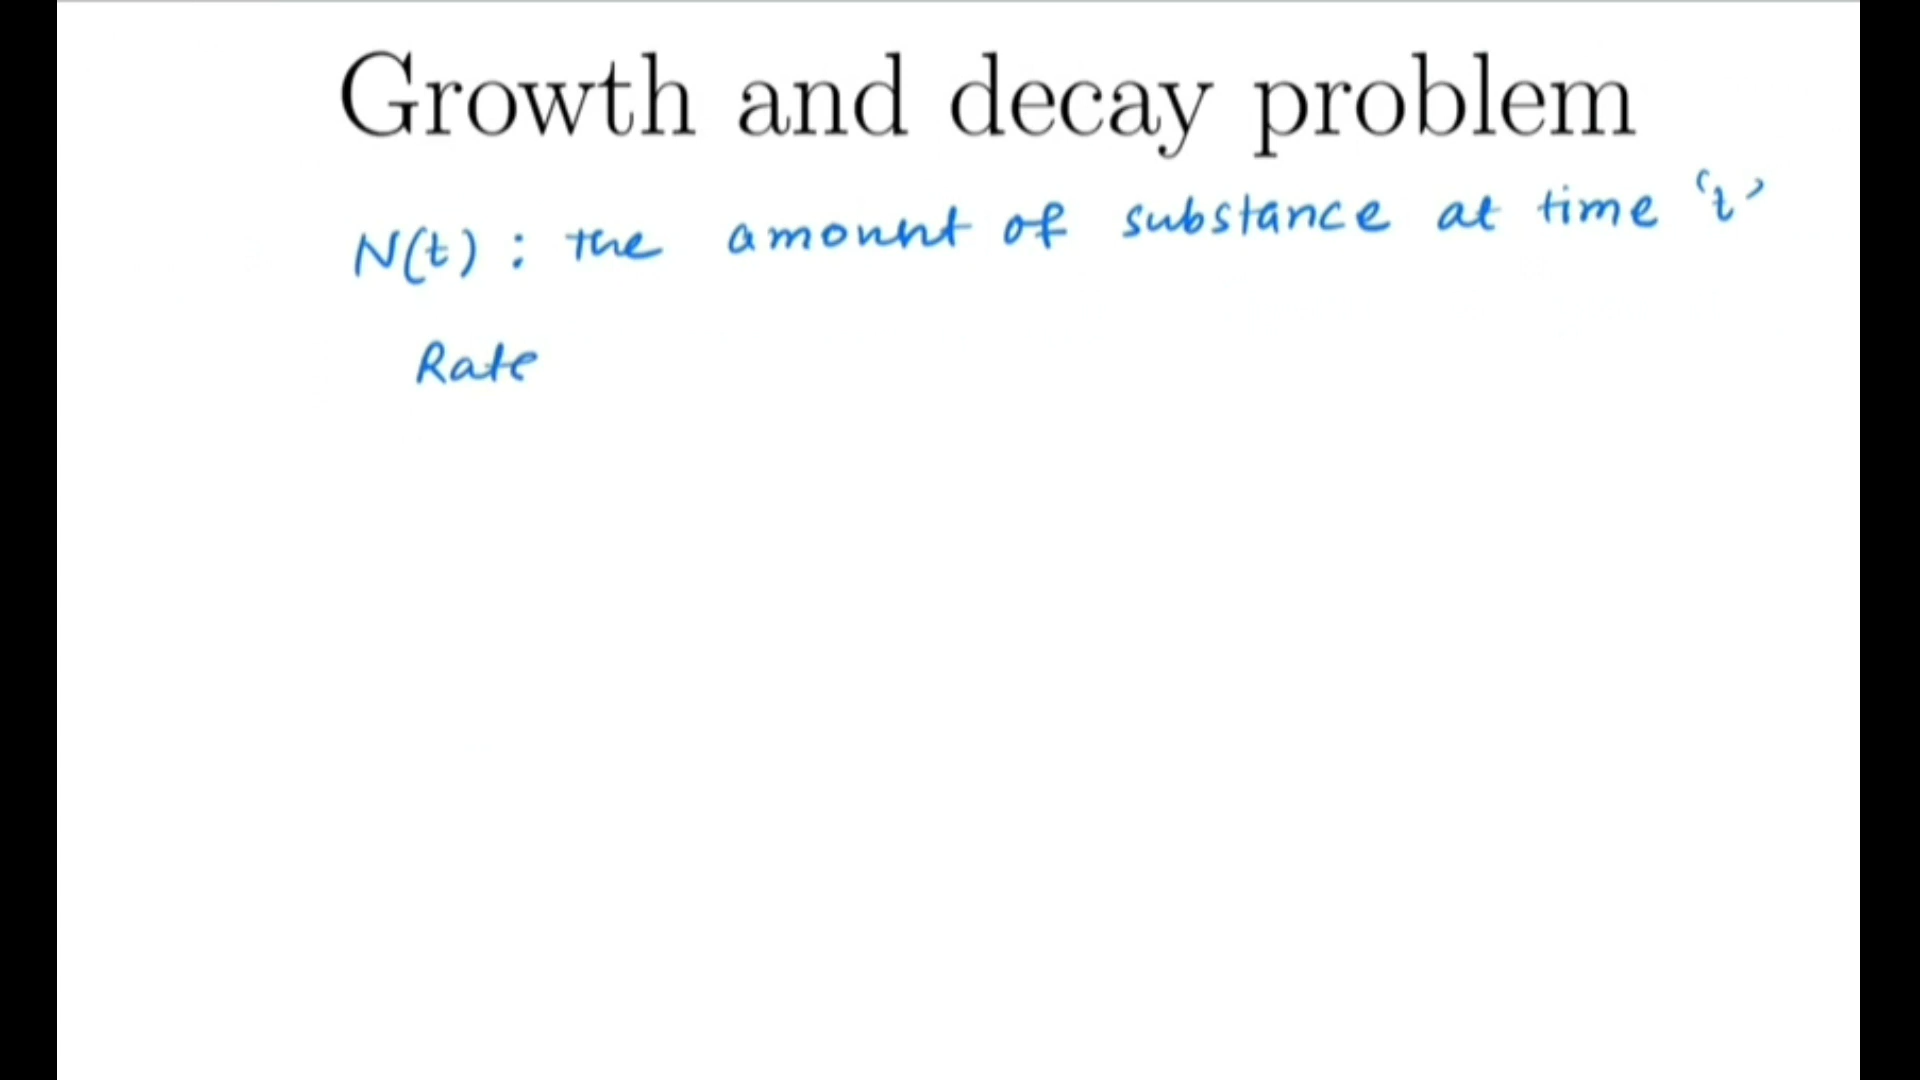 Growth and decay problem
N(t) : The amount of substance at time 't'
Rate